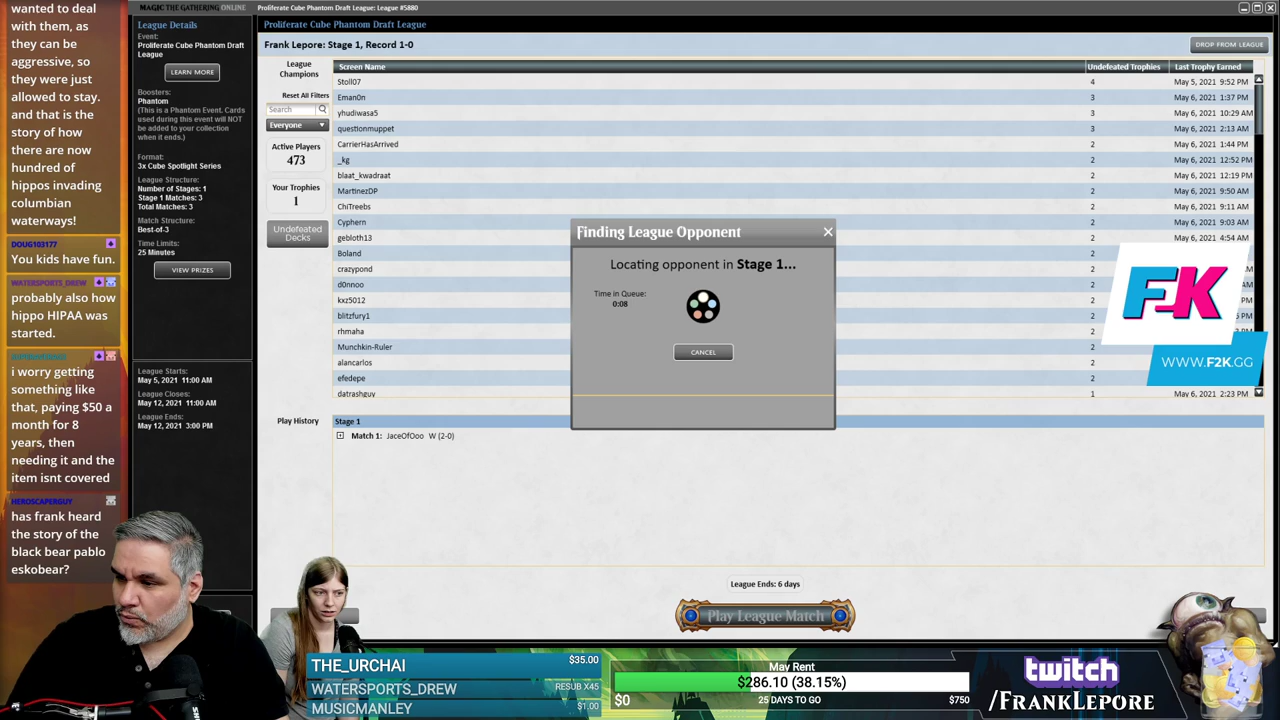 wanted to deal
with them, as
they can be
aggressive, so
they were just
allowed to stay.
and that is the
story of how
there are now
hundred of
hippos invading
columbian
waterways!
DOUG103177
You kids have fun.
WATERSPORTS_DREW
probably also how
hippo HIPAA was
started.
i worry getting
something like
that, paying $50 a
month for 8
years, then
needing it and the
item isnt covered
HEROSCAPERGUY
has frank heard
the story of the
black bear pablo
eskobear?
MAGIC THE GATHERING ONLINE
Proliferate Cube Phantom Draft League: League #5880
League Details
Event:
Proliferate Cube Phantom Draft
League
LEARN MORE
Boosters:
Phantom
(This is a Phantom Event. Cards
used during this event will NOT
be added to your collection
when it ends.)
Format:
3x Cube Spotlight Series
League Structure:
Number of Stages: 1
Stage 1 Matches: 3
Total Matches: 3
Match Structure:
Best-of-3
Time Limits:
25 Minutes
VIEW PRIZES
League Starts:
May 5, 2021 11:00 AM
League Closes:
May 12, 2021 11:00 AM
League Ends:
May 12, 2021 3:00 PM
Proliferate Cube Phantom Draft League
Frank Lepore: Stage 1, Record 1-0
DROP FROM LEAGUE
League
Champions
Reset All Filters
Search
Everyone
Active Players
473
Your Trophies
1
Undefeated
Decks
Screen Name Undefeated Trophies Last Trophy Earned
Stoll07 4 May 5, 2021 9:52 PM
Eman0n 3 May 6, 2021 1:37 PM
yhudiwasa5 3 May 6, 2021 10:29 AM
questionmuppet 3 May 6, 2021 2:13 AM
CarrierHasArrived 2 May 6, 2021 1:44 PM
_kg 2 May 6, 2021 12:52 PM
blaat_kwadraat 2 May 6, 2021 12:19 PM
MartinezDP 2 May 6, 2021 9:50 AM
ChiTreebs 2 May 6, 2021 9:11 AM
Cyphern 2 May 6, 2021 9:03 AM
gebloth13 2 May 6, 2021 4:54 AM
Boland 2
crazypond 2
d0nnoo 2
kxz5012 2
blitzfury1 2
rhmaha 2
Munchkin-Ruler 2
alancarlos 2
efedepe 2
datrashguy 1 May 6, 2021 2:23 PM
Finding League Opponent
Locating opponent in Stage 1...
Time in Queue:
0:08
CANCEL
F2K
WWW.F2K.GG
Play History
Stage 1
Match 1: JaceOfOoo W (2-0)
League Ends: 6 days
Play League Match
THE_URCHAI $35.00
WATERSPORTS_DREW RESUB X45
MUSICMANLEY $1.00
May Rent
$286.10 (38.15%)
$0 25 DAYS TO GO $750
twitch
/FRANKLEPORE